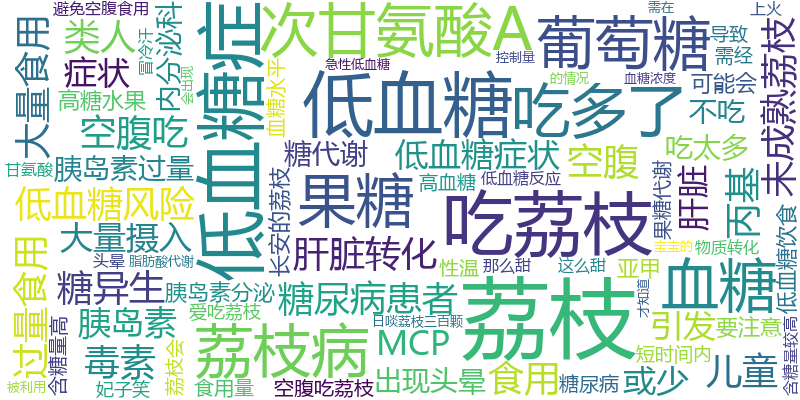 避免空腹食用
次甘氨酸A
葡萄糖
上火
需在
类人
内分泌科
低血糖症
导致
未成熟荔枝
大量食用
症状
冒冷汗
会出现
急性低血糖
控制量
需经
的情况
血糖浓度
可能会
高糖水果
血糖水平
低血糖
吃多了
不吃
空腹吃
糖代谢
低血糖症状
空腹
吃太多
甘氨酸
胰岛素过量
长安的荔枝
果糖
高血糖
低血糖反应
果糖代谢
肝脏
丙基
低血糖风险
吃荔枝
低血糖饮食
大量摄入
肝脏转化
宝宝的
物质转化
头晕
脂肪酸代谢
性温
那么甜
这么甜
亚甲
过量食用
糖异生
胰岛素分泌
糖尿病患者
荔枝
血糖
才知道
含糖量高
胰岛素
爱吃荔枝
日啖荔枝三百颗
引发
要注意
含糖量较高
毒素
荔枝会
荔枝病
MCP
短时间内
被利用
妃子笑
食用量
空腹吃荔枝
出现头晕
食用
糖尿病
或少
儿童